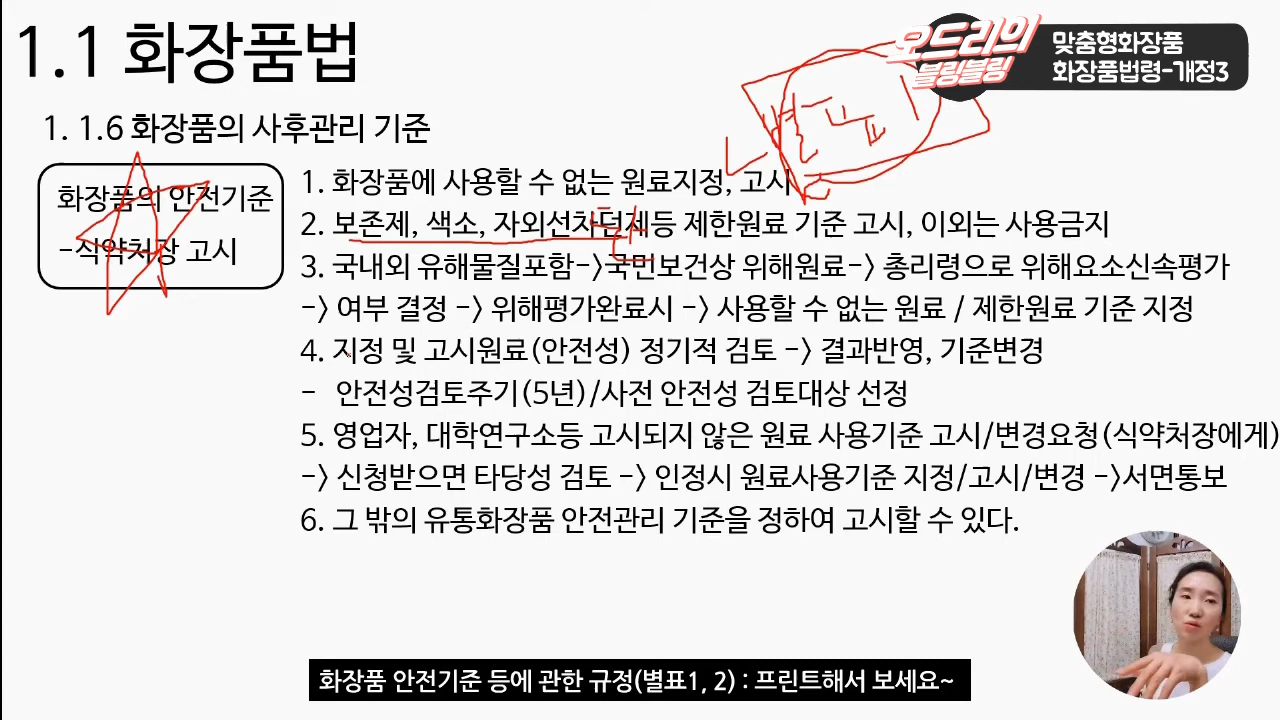 1.1 화장품법
오드리의
블링블링
맞춤형화장품
화장품법령-개정3
1. 1.6 화장품의 사후관리 기준
화장품의 안전기준
-식약처장 고시
1. 화장품에 사용할 수 없는 원료지정, 고시
2. 보존제, 색소, 자외선차단제등 제한원료 기준 고시, 이외는 사용금지
3. 국내외 유해물질포함->국민보건상 위해원료-> 총리령으로 위해요소신속평가
-> 여부 결정 -> 위해평가완료시 -> 사용할 수 없는 원료 / 제한원료 기준 지정
4. 지정 및 고시원료(안전성) 정기적 검토 -> 결과반영, 기준변경
- 안전성검토주기(5년)/사전 안전성 검토대상 선정
5. 영업자, 대학연구소등 고시되지 않은 원료 사용기준 고시/변경요청(식약처장에게)
-> 신청받으면 타당성 검토 -> 인정시 원료사용기준 지정/고시/변경 ->서면통보
6. 그 밖의 유통화장품 안전관리 기준을 정하여 고시할 수 있다.
화장품 안전기준 등에 관한 규정(별표1, 2) : 프린트해서 보세요~